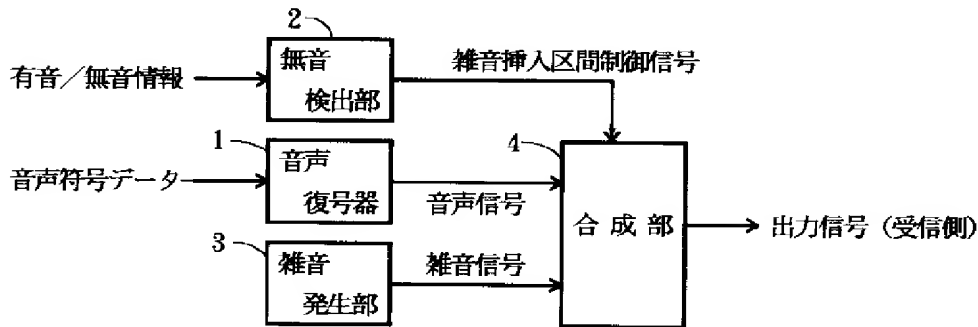 2
無音
検出部
有音／無音情報
雑音挿入区間制御信号
1
音声
復号器
音声符号データ
音声信号
4
合成部
出力信号（受信側）
3
雑音
発生部
雑音信号